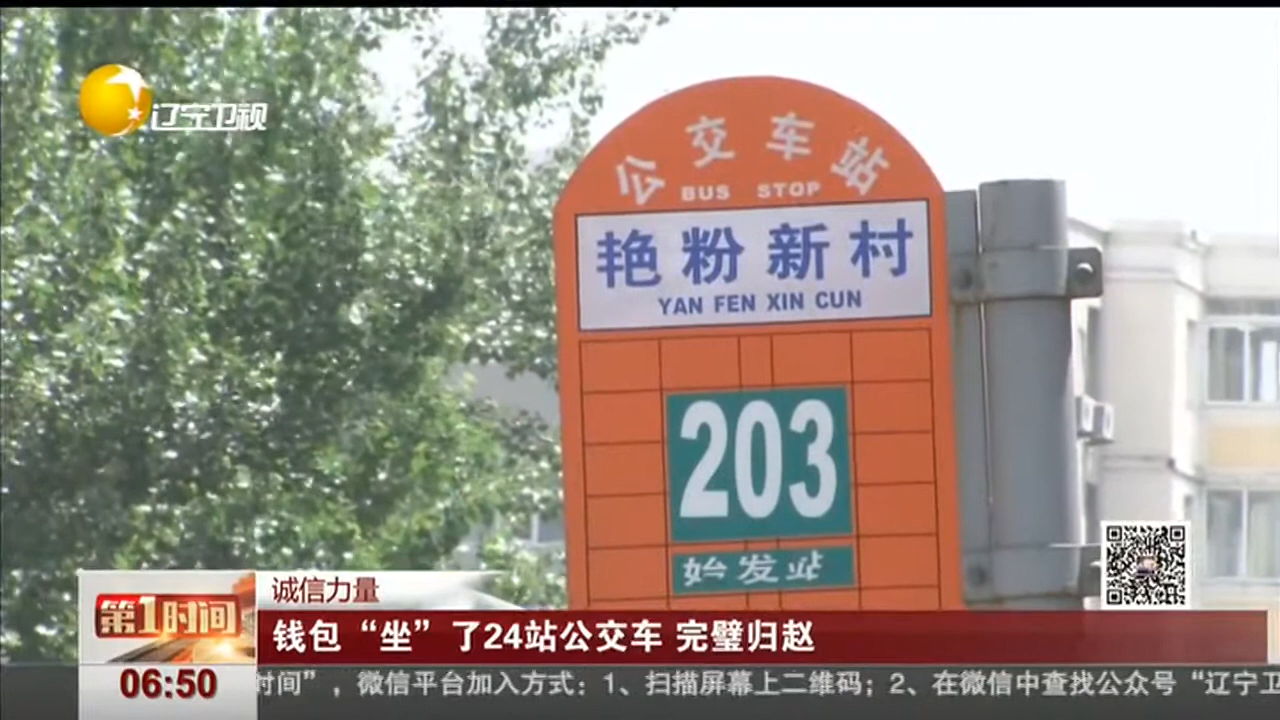 辽宁卫视
公交车站
BUS STOP
艳粉新村
YAN FEN XIN CUN
203
始发站
诚信力量
第1时间
钱包“坐”了24站公交车 完璧归赵
06:50
时间”，微信平台加入方式：1、扫描屏幕上二维码；2、在微信中查找公众号“辽宁卫